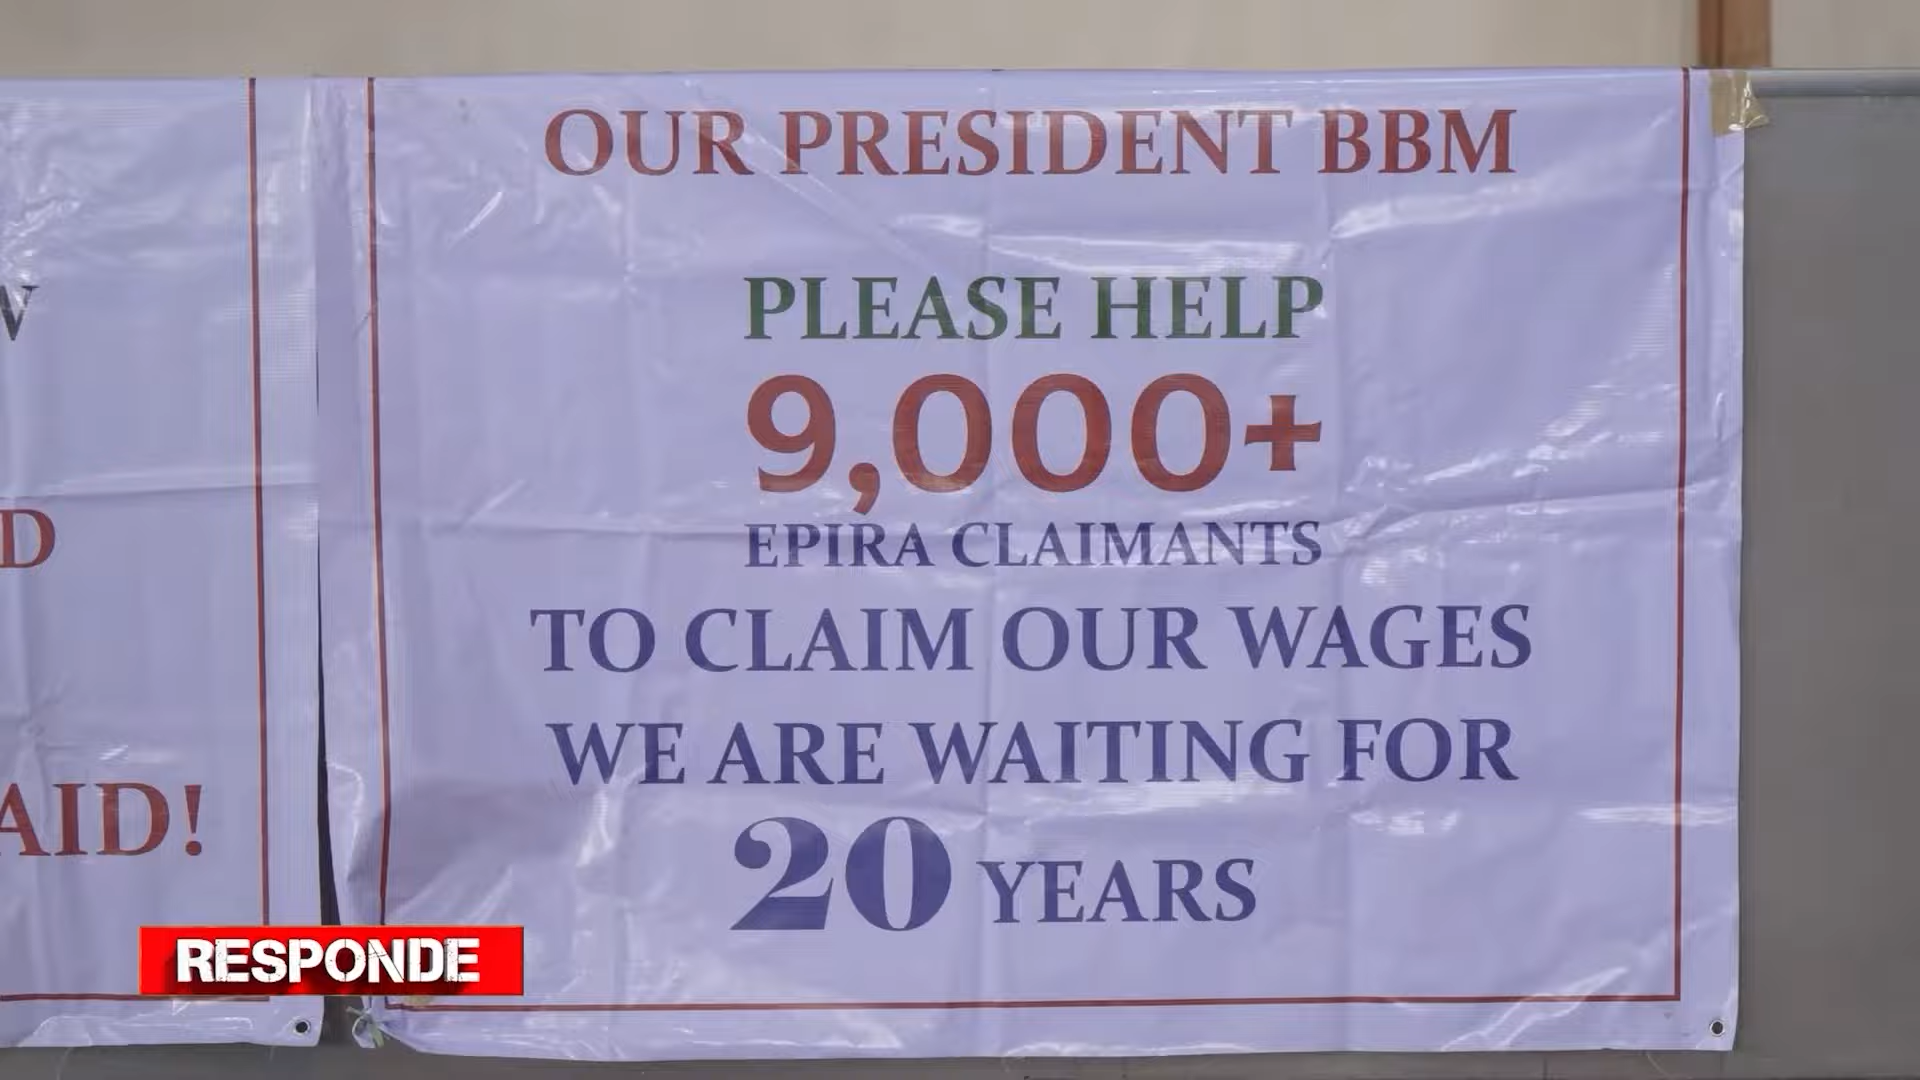 OUR PRESIDENT BBM
PLEASE HELP
9,000+
EPIRA CLAIMANTS
TO CLAIM OUR WAGES
WE ARE WAITING FOR
20 YEARS
RESPONDE